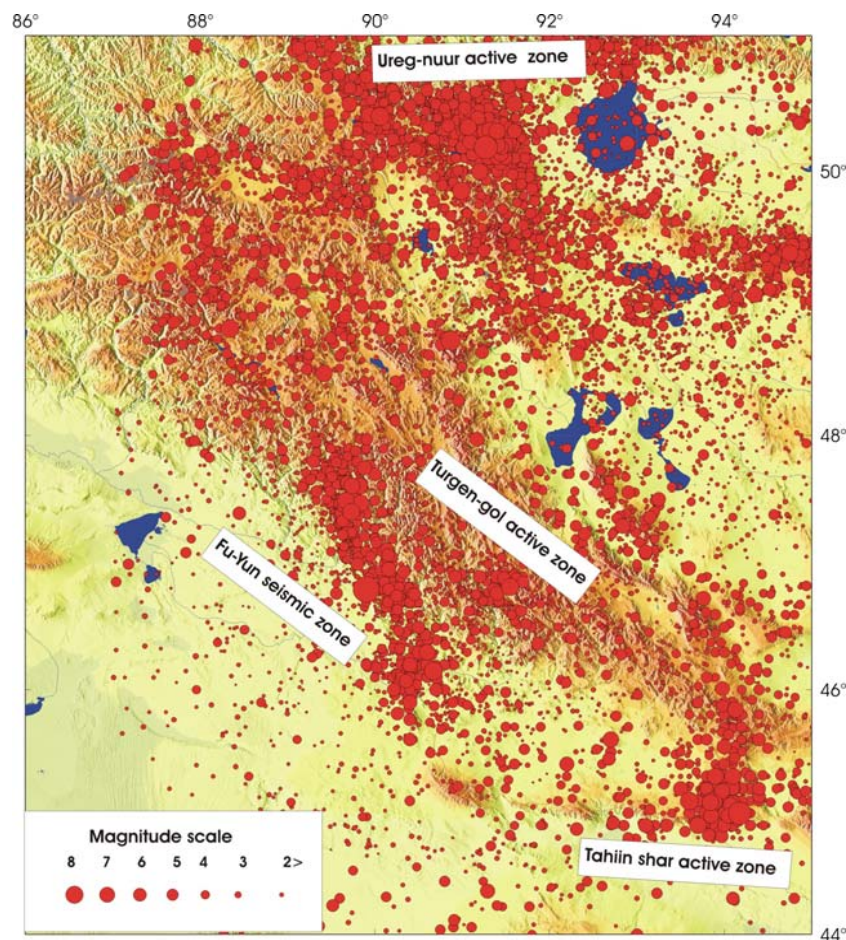 86° 88° 90° 92° 94°
Ureg-nuur active zone
50°
48°
Turgen-gol active zone
Fu-Yun seismic zone
46°
Magnitude scale
8 7 6 5 4 3 2>
Tahiin shar active zone
44°